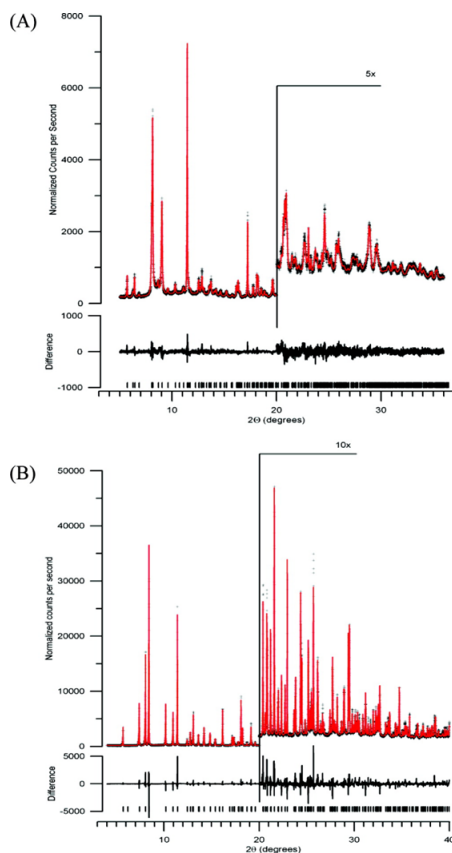 (A)
8000
5x
6000
Normalized Counts per Second
4000
2000
0
1000
Difference
0
-1000
10
20
30
2Θ (degrees)
(B)
10x
50000
40000
Normalized counts per second
30000
20000
10000
0
5000
Difference
0
-5000
10
20
30
40
2Θ (degrees)